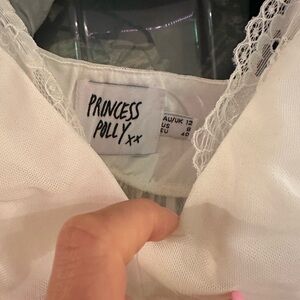 PRINCESS
POLLY xx
AU/UK 12
US 8
EU 40